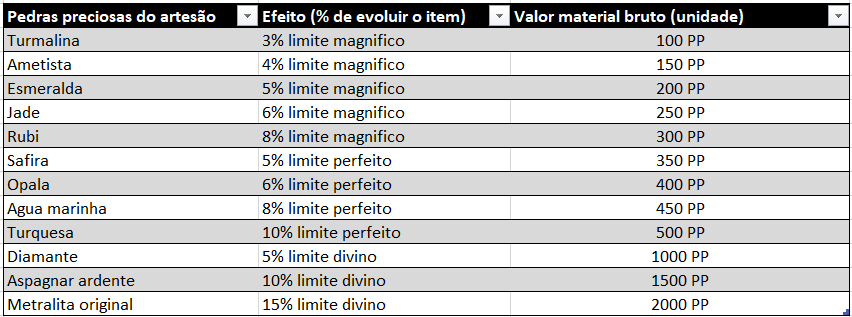 Pedras preciosas do artesão Efeito (% de evoluir o item) Valor material bruto (unidade)
Turmalina 3% limite magnifico 100 PP
Ametista 4% limite magnifico 150 PP
Esmeralda 5% limite magnifico 200 PP
Jade 6% limite magnifico 250 PP
Rubi 8% limite magnifico 300 PP
Safira 5% limite perfeito 350 PP
Opala 6% limite perfeito 400 PP
Agua marinha 8% limite perfeito 450 PP
Turquesa 10% limite perfeito 500 PP
Diamante 5% limite divino 1000 PP
Aspagnar ardente 10% limite divino 1500 PP
Metralita original 15% limite divino 2000 PP